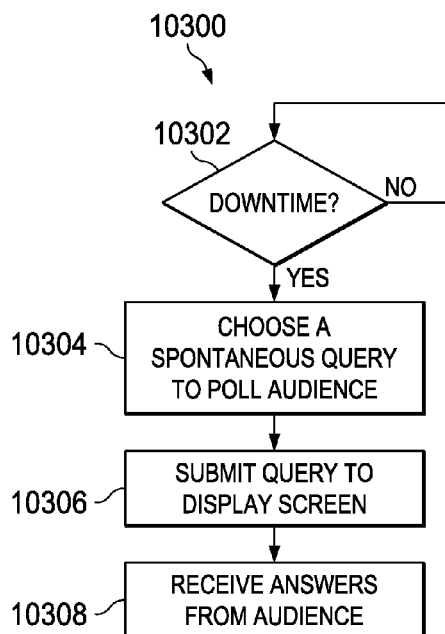 10300
10302
DOWNTIME?
NO
YES
10304
CHOOSE A
SPONTANEOUS QUERY
TO POLL AUDIENCE
10306
SUBMIT QUERY TO
DISPLAY SCREEN
10308
RECEIVE ANSWERS
FROM AUDIENCE